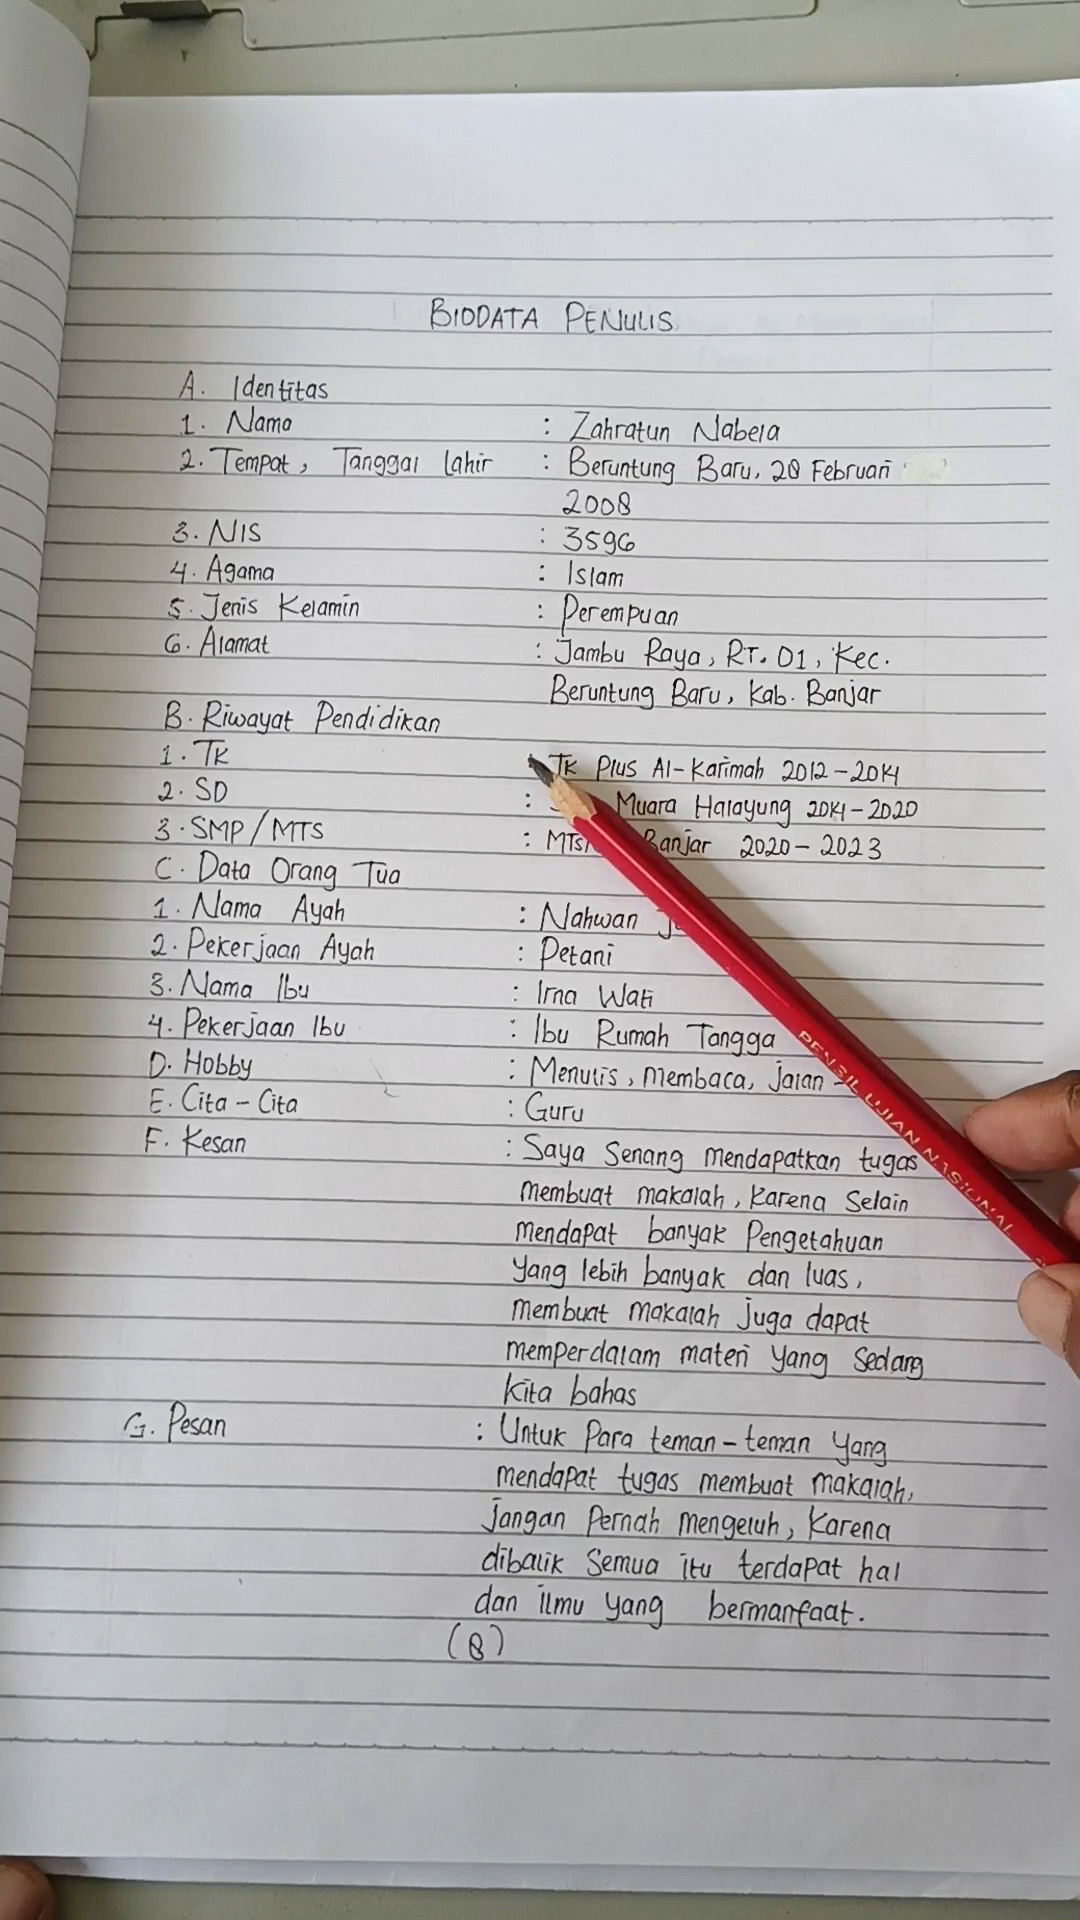 BIODATA PENULIS
A. Identitas
1. Nama : Zahratun Nabela
2. Tempat, Tanggal lahir : Beruntung Baru, 28 Februari
2008
3. NIS : 3596
4. Agama : Islam
5. Jenis Kelamin : Perempuan
6. Alamat : Jambu Raya, RT. 01, Kec.
Beruntung Baru, Kab. Banjar
B. Riwayat Pendidikan
1. TK TK Plus Al-Karimah 2012-2014
2. SD : Muara Halayung 2014-2020
3. SMP/MTS : Banjar 2020-2023
C. Data Orang Tua
1. Nama Ayah : Nahwan
2. Pekerjaan Ayah : Petani
3. Nama Ibu : Irna Wati
4. Pekerjaan Ibu : Ibu Rumah Tangga
D. Hobby : Menulis, membaca, jalan
E. Cita-Cita : Guru
F. Kesan : Saya Senang mendapatkan tugas
membuat makalah, karena Selain
mendapat banyak Pengetahuan
yang lebih banyak dan luas,
membuat makalah juga dapat
memperdalam materi yang Sedang
kita bahas
G. Pesan : Untuk Para teman-teman yang
mendapat tugas membuat makalah,
jangan Pernah mengeluh, karena
dibalik Semua itu terdapat hal
dan ilmu yang bermanfaat.
(8)
PENSIL UJIAN NASIONAL